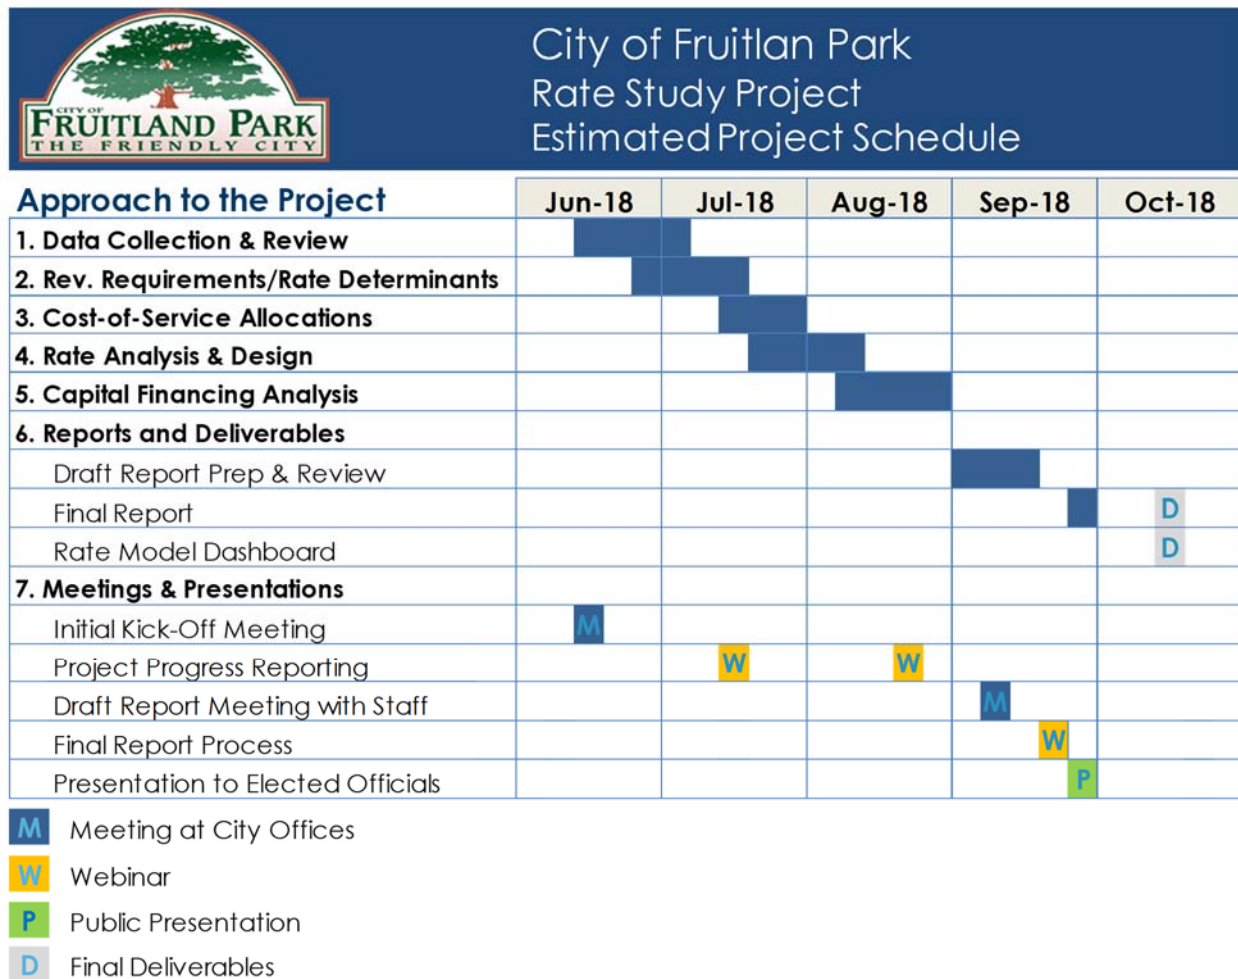 City of Fruitlan Park
Rate Study Project
Estimated Project Schedule
CITY OF
FRUITLAND PARK
THE FRIENDLY CITY
Approach to the Project Jun-18 Jul-18 Aug-18 Sep-18 Oct-18
1. Data Collection & Review
2. Rev. Requirements/Rate Determinants
3. Cost-of-Service Allocations
4. Rate Analysis & Design
5. Capital Financing Analysis
6. Reports and Deliverables
Draft Report Prep & Review
Final Report D
Rate Model Dashboard D
7. Meetings & Presentations
Initial Kick-Off Meeting M
Project Progress Reporting W W
Draft Report Meeting with Staff M
Final Report Process W
Presentation to Elected Officials P
M Meeting at City Offices
W Webinar
P Public Presentation
D Final Deliverables